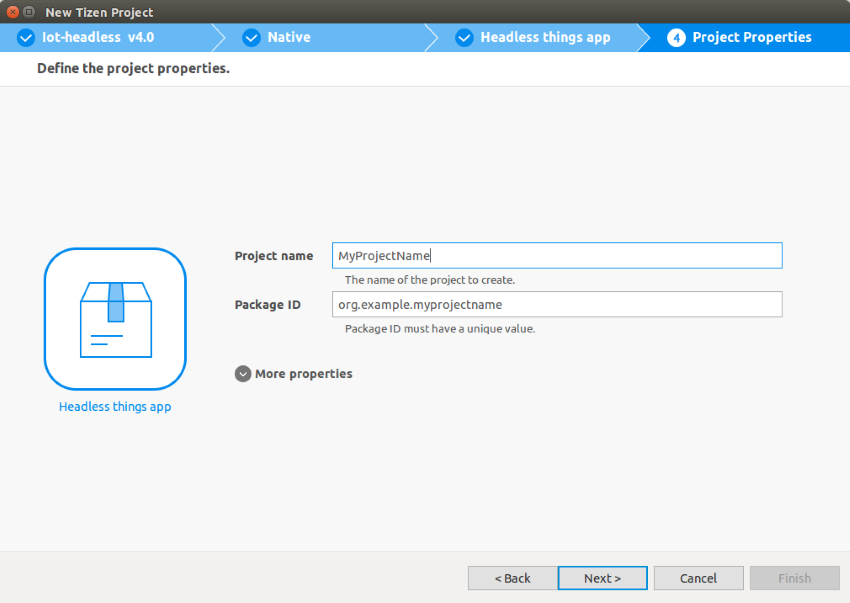 New Tizen Project
Iot-headless v4.0
Native
Headless things app
4 Project Properties
Define the project properties.
Project name MyProjectName
The name of the project to create.
Package ID org.example.myprojectname
Package ID must have a unique value.
More properties
Headless things app
< Back Next > Cancel Finish